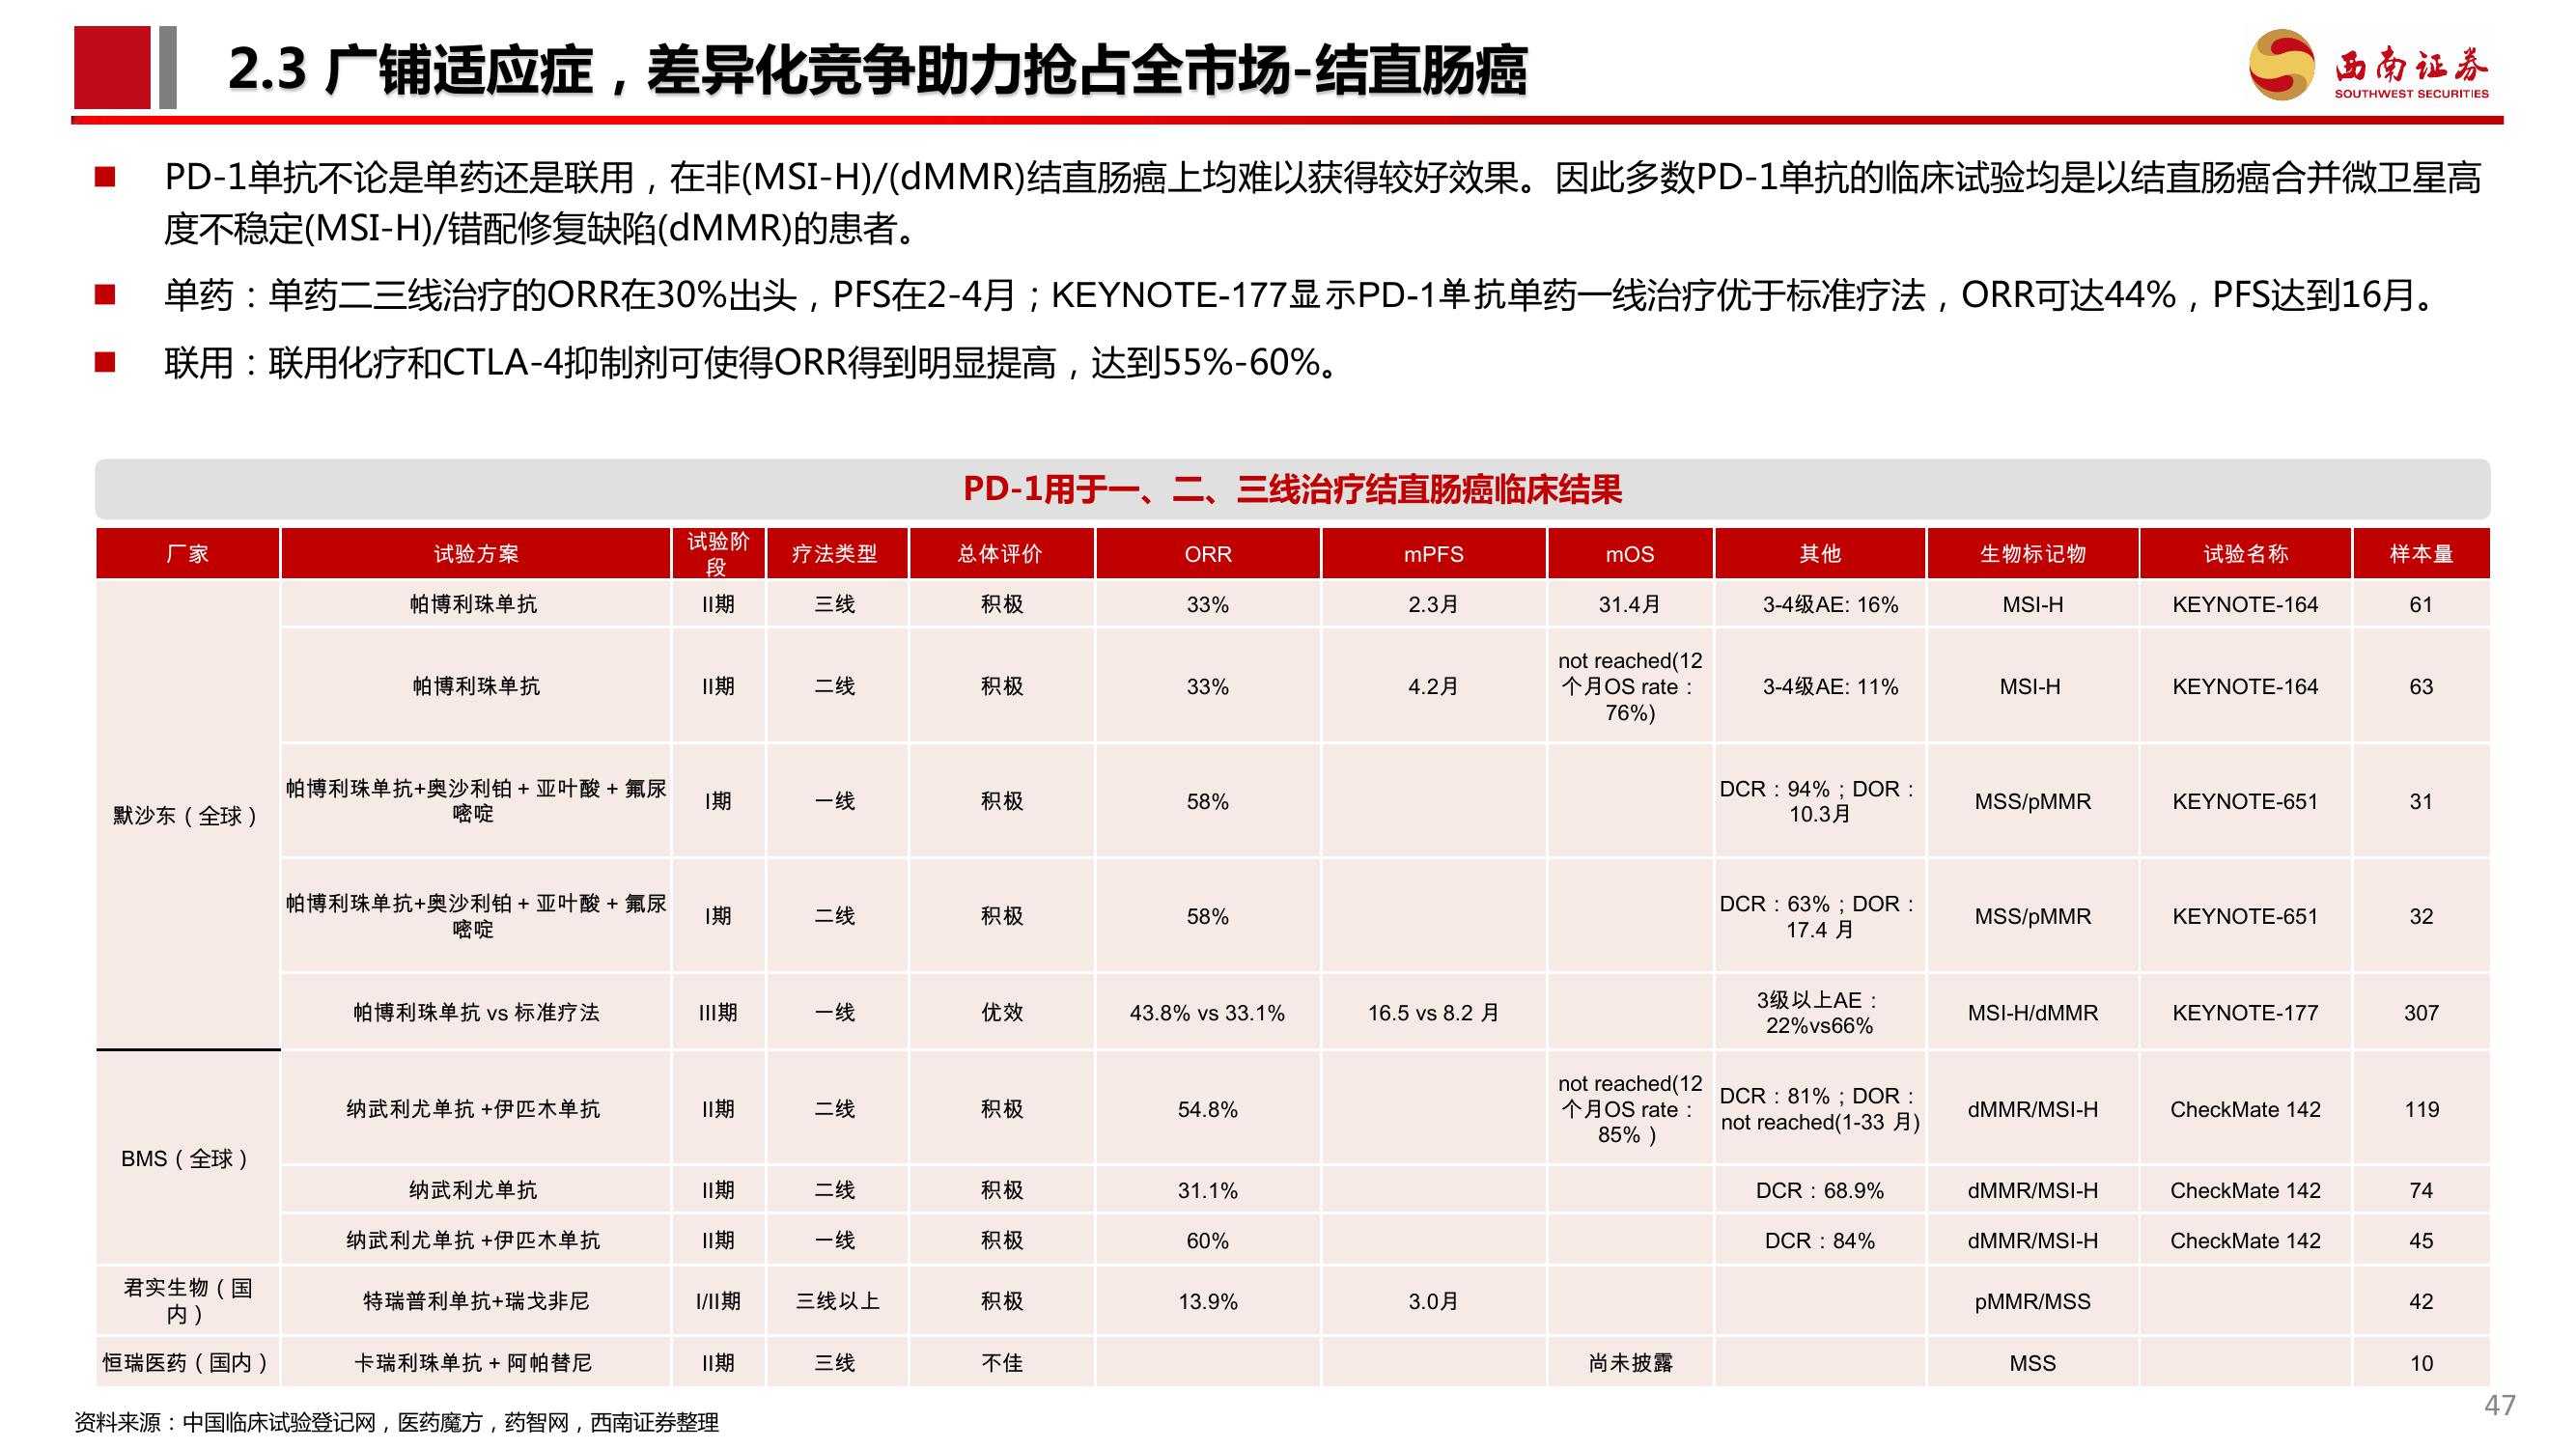 2.3 广铺适应症，差异化竞争助力抢占全市场-结直肠癌
西南证券
SOUTHWEST SECURITIES
PD-1单抗不论是单药还是联用，在非(MSI-H)/(dMMR)结直肠癌上均难以获得较好效果。因此多数PD-1单抗的临床试验均是以结直肠癌合并微卫星高
度不稳定(MSI-H)/错配修复缺陷(dMMR)的患者。
单药：单药二三线治疗的ORR在30%出头，PFS在2-4月；KEYNOTE-177显示PD-1单抗单药一线治疗优于标准疗法，ORR可达44%，PFS达到16月。
联用：联用化疗和CTLA-4抑制剂可使得ORR得到明显提高，达到55%-60%。
PD-1用于一、二、三线治疗结直肠癌临床结果
厂家 试验方案 试验阶段 疗法类型 总体评价 ORR mPFS mOS 其他 生物标记物 试验名称 样本量
默沙东（全球）
帕博利珠单抗 II期 三线 积极 33% 2.3月 31.4月 3-4级AE: 16% MSI-H KEYNOTE-164 61
帕博利珠单抗 II期 二线 积极 33% 4.2月 not reached(12个月OS rate：76%) 3-4级AE: 11% MSI-H KEYNOTE-164 63
帕博利珠单抗+奥沙利铂 + 亚叶酸 + 氟尿嘧啶 I期 一线 积极 58% DCR：94%；DOR：10.3月 MSS/pMMR KEYNOTE-651 31
帕博利珠单抗+奥沙利铂 + 亚叶酸 + 氟尿嘧啶 I期 二线 积极 58% DCR：63%；DOR：17.4 月 MSS/pMMR KEYNOTE-651 32
帕博利珠单抗 vs 标准疗法 III期 一线 优效 43.8% vs 33.1% 16.5 vs 8.2 月 3级以上AE：22%vs66% MSI-H/dMMR KEYNOTE-177 307
BMS（全球）
纳武利尤单抗 +伊匹木单抗 II期 二线 积极 54.8% not reached(12个月OS rate：85% ) DCR：81%；DOR：not reached(1-33 月) dMMR/MSI-H CheckMate 142 119
纳武利尤单抗 II期 二线 积极 31.1% DCR：68.9% dMMR/MSI-H CheckMate 142 74
纳武利尤单抗 +伊匹木单抗 II期 一线 积极 60% DCR：84% dMMR/MSI-H CheckMate 142 45
君实生物（国内） 特瑞普利单抗+瑞戈非尼 I/II期 三线以上 积极 13.9% 3.0月 pMMR/MSS 42
恒瑞医药（国内） 卡瑞利珠单抗 + 阿帕替尼 II期 三线 不佳 尚未披露 MSS 10
资料来源：中国临床试验登记网，医药魔方，药智网，西南证券整理
47